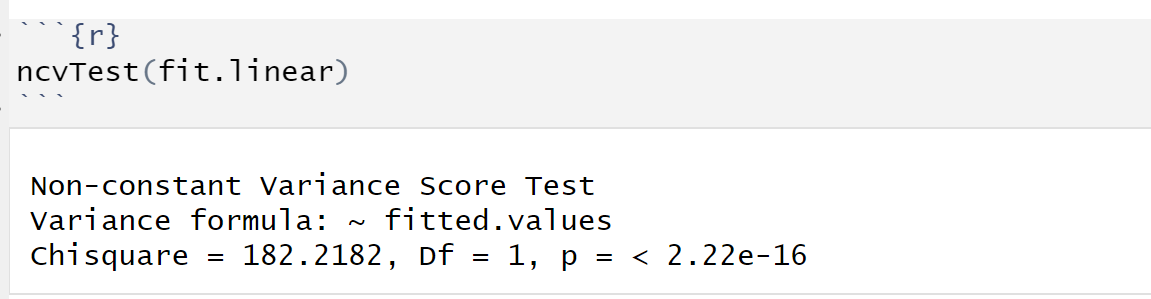 ```{r}
ncvTest(fit.linear)
```
Non-constant Variance Score Test
Variance formula: ~ fitted.values
Chisquare = 182.2182, Df = 1, p = < 2.22e-16